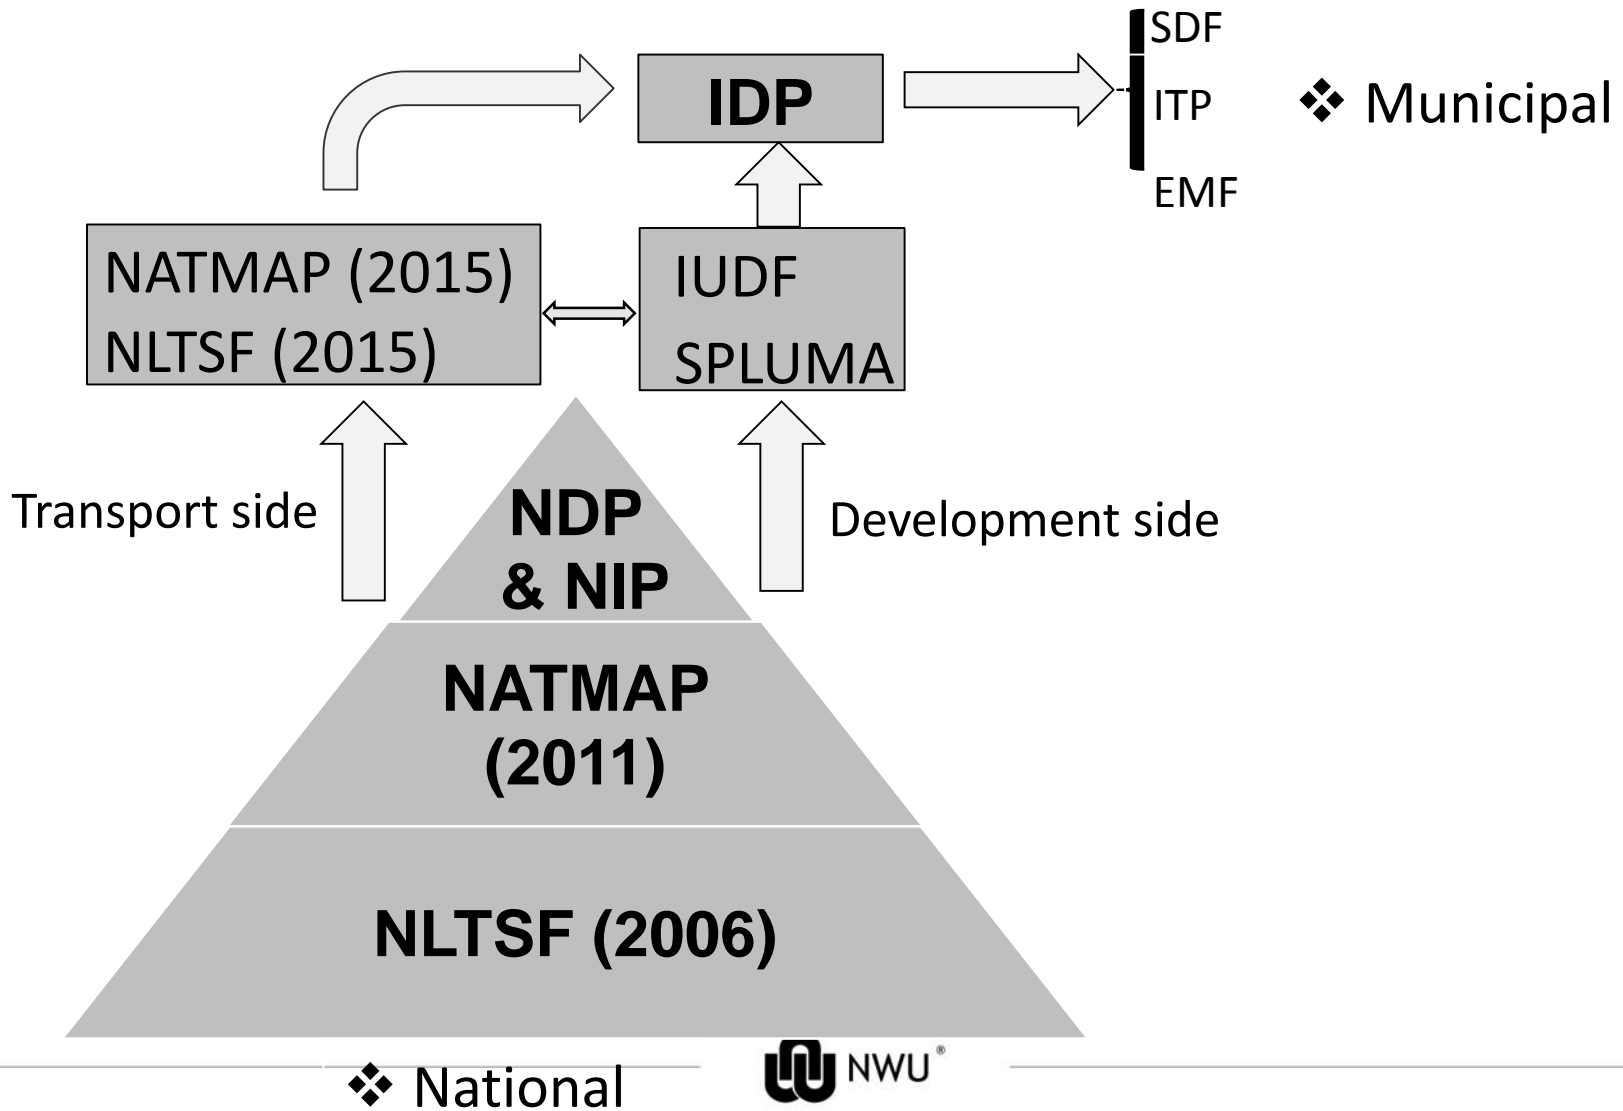 SDF
IDP
ITP
❖ Municipal
EMF
NATMAP (2015)
NLTSF (2015)
IUDF
SPLUMA
Transport side
Development side
NDP
& NIP
NATMAP
(2011)
NLTSF (2006)
❖ National
NWU®